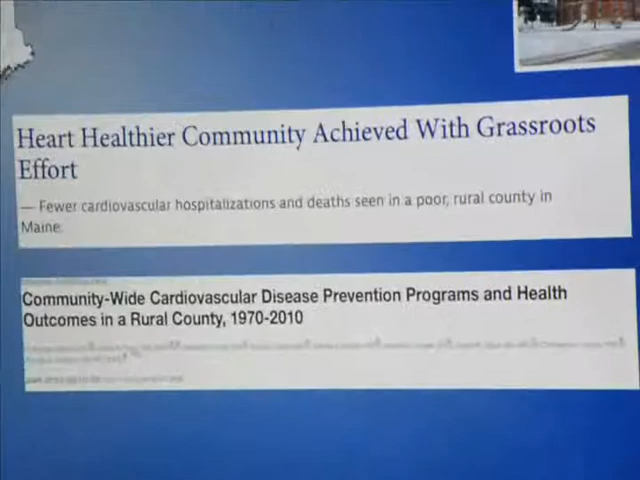 Heart Healthier Community Achieved With Grassroots
Effort
— Fewer cardiovascular hospitalizations and deaths seen in a poor, rural county in
Maine
Community-Wide Cardiovascular Disease Prevention Programs and Health
Outcomes in a Rural County, 1970-2010